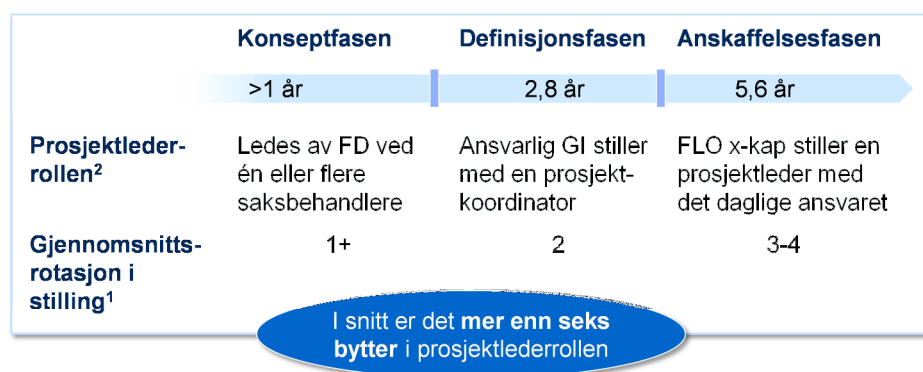 Konseptfasen Definisjonsfasen Anskaffelsesfasen
>1 år 2,8 år 5,6 år
Prosjektleder-
rollen²
Ledes av FD ved
én eller flere
saksbehandlere
Ansvarlig GI stiller
med en prosjekt-
koordinator
FLO x-kap stiller en
prosjektleder med
det daglige ansvaret
Gjennomsnitts-
rotasjon i
stilling¹
1+ 2 3-4
I snitt er det mer enn seks
bytter i prosjektlederrollen